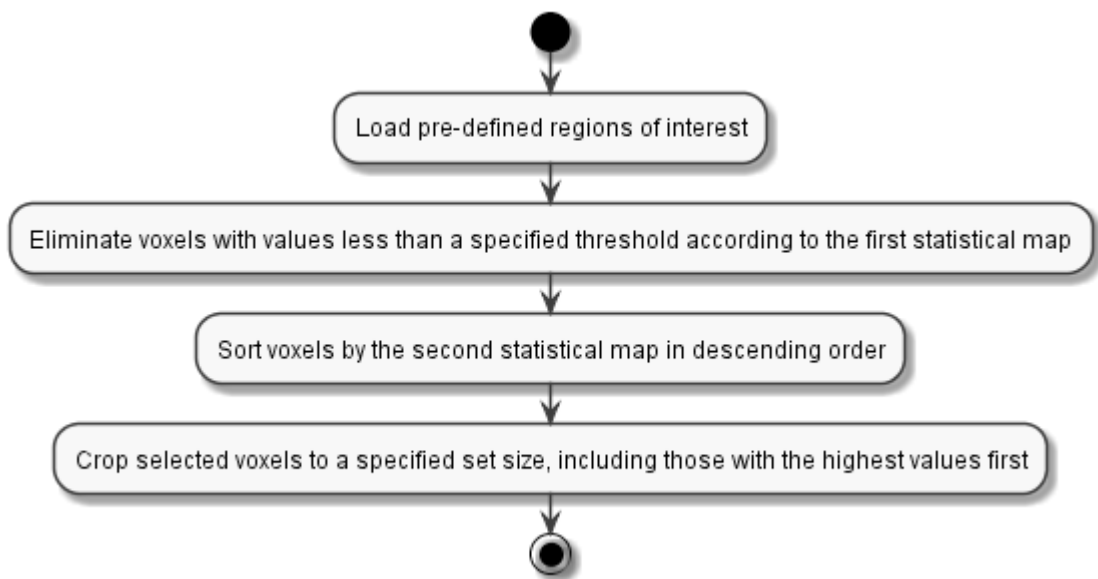 Load pre-defined regions of interest
Eliminate voxels with values less than a specified threshold according to the first statistical map
Sort voxels by the second statistical map in descending order
Crop selected voxels to a specified set size, including those with the highest values first